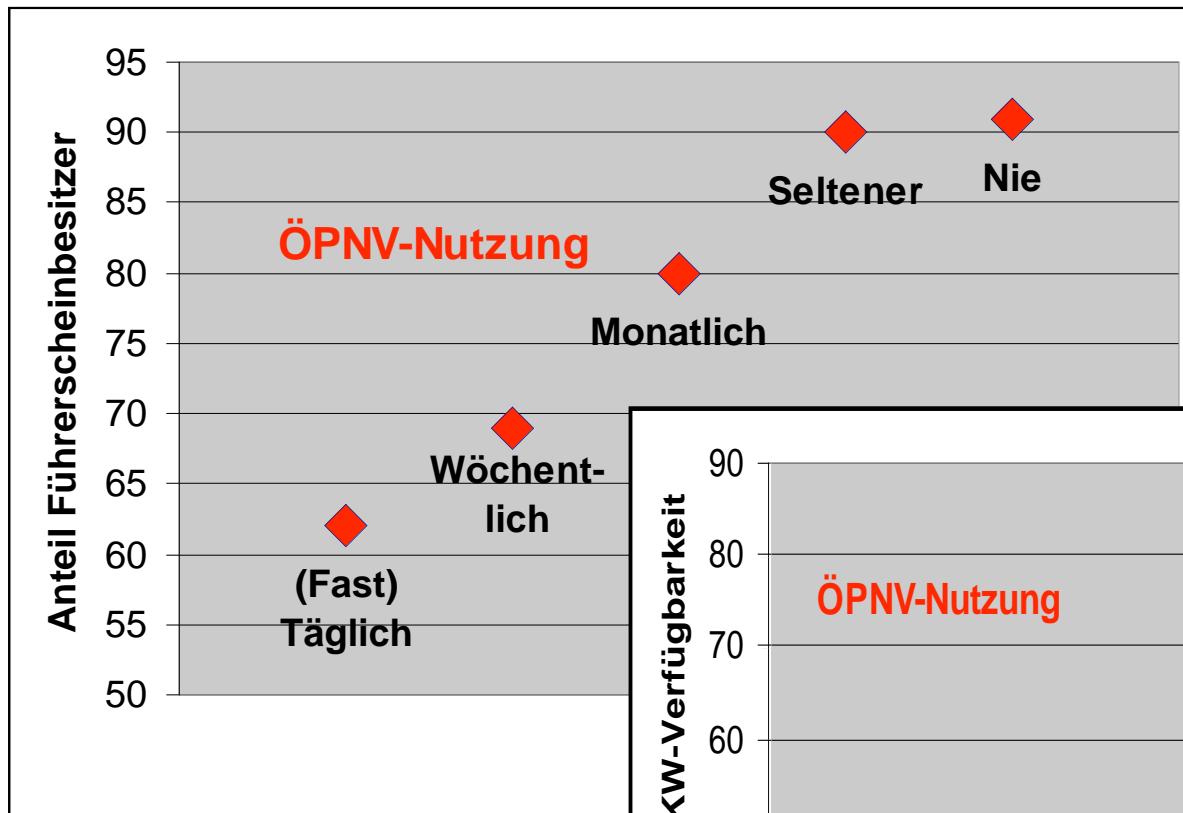 95
90
85
80
75
70
65
60
55
50
Anteil Führerscheinbesitzer
ÖPNV-Nutzung
(Fast)
Täglich
Wöchent-
lich
Monatlich
Seltener
Nie
90
80
70
60
KW-Verfügbarkeit
ÖPNV-Nutzung